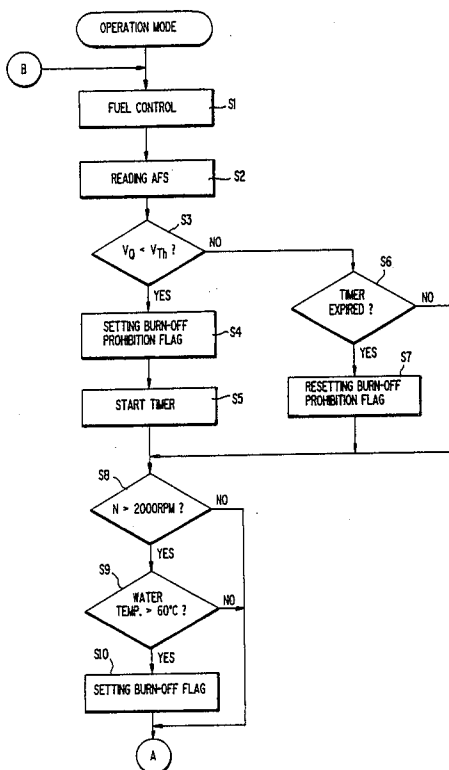 OPERATION MODE
B
FUEL CONTROL
S1
READING AFS
S2
S3
VQ < VTh ?
NO
YES
S6
TIMER
EXPIRED ?
NO
YES
SETTING BURN-OFF
PROHIBITION FLAG
S4
S7
RESETTING BURN-OFF
PROHIBITION FLAG
START TIMER
S5
S8
N > 2000RPM ?
NO
YES
S9
WATER
TEMP. > 60°C ?
NO
YES
S10
SETTING BURN-OFF FLAG
A